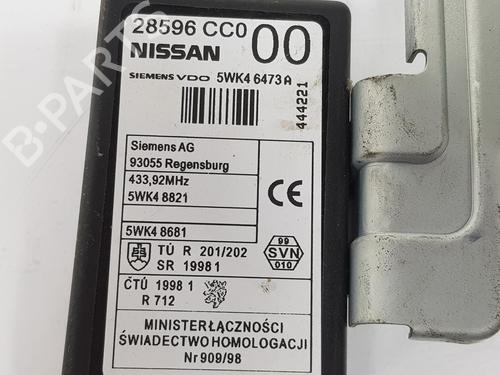 28596 CC0 00
NISSAN
SIEMENS VDO 5WK4 6473A
444221
Siemens AG
93055 Regensburg
433,92MHz
5WK4 8821
5WK4 8681
CE
TÚ R 201/202
SR 1998 1
99
SVN
010
ČTÚ 1998 1
R 712
MINISTER ŁĄCZNOŚCI
ŚWIADECTWO HOMOLOGACJI
Nr 909/98
B-PARTS